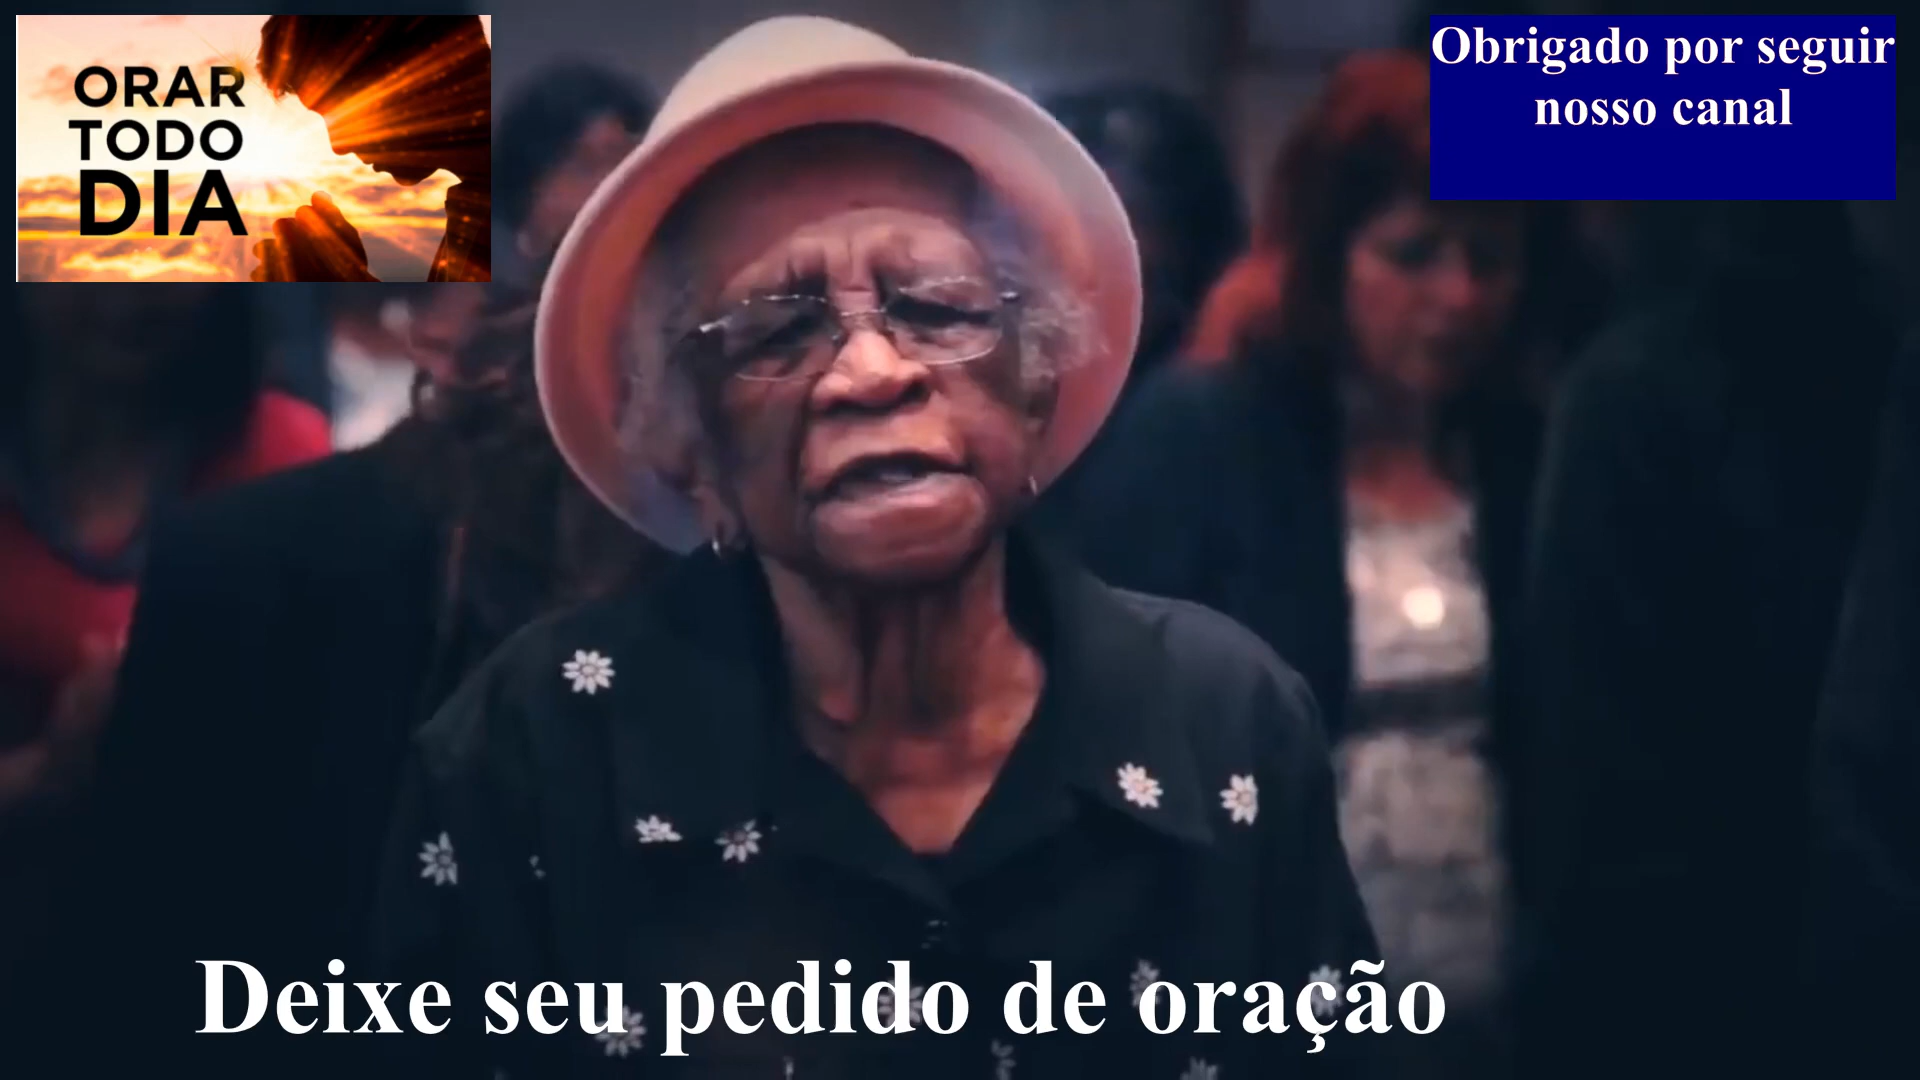 ORAR
TODO
DIA
Obrigado por seguir
nosso canal
Deixe seu pedido de oração